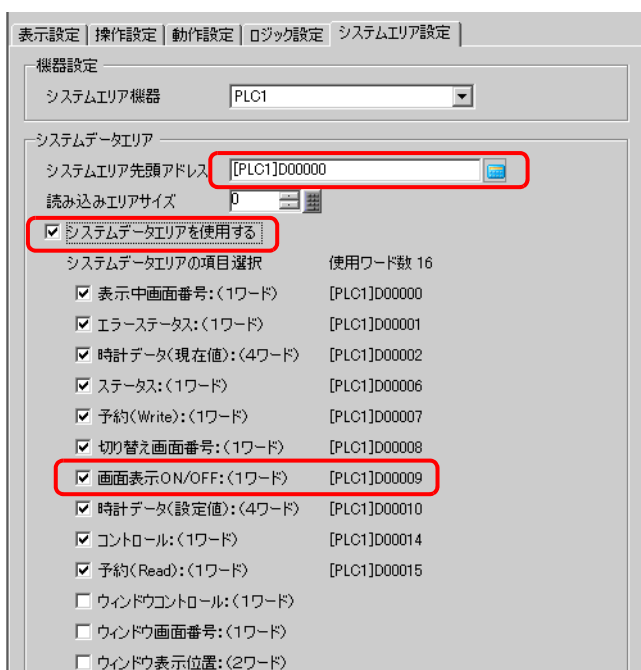 表示設定 操作設定 動作設定 ロジック設定 システムエリア設定
機器設定
システムエリア機器 PLC1
システムデータエリア
システムエリア先頭アドレス [PLC1]D00000
読み込みエリアサイズ 0
システムデータエリアを使用する
システムデータエリアの項目選択 使用ワード数 16
表示中画面番号:(1ワード) [PLC1]D00000
エラーステータス:(1ワード) [PLC1]D00001
時計データ(現在値):(4ワード) [PLC1]D00002
ステータス:(1ワード) [PLC1]D00006
予約(Write):(1ワード) [PLC1]D00007
切り替え画面番号:(1ワード) [PLC1]D00008
画面表示ON/OFF:(1ワード) [PLC1]D00009
時計データ(設定値):(4ワード) [PLC1]D00010
コントロール:(1ワード) [PLC1]D00014
予約(Read):(1ワード) [PLC1]D00015
ウィンドウコントロール:(1ワード)
ウィンドウ画面番号:(1ワード)
ウィンドウ表示位置:(2ワード)